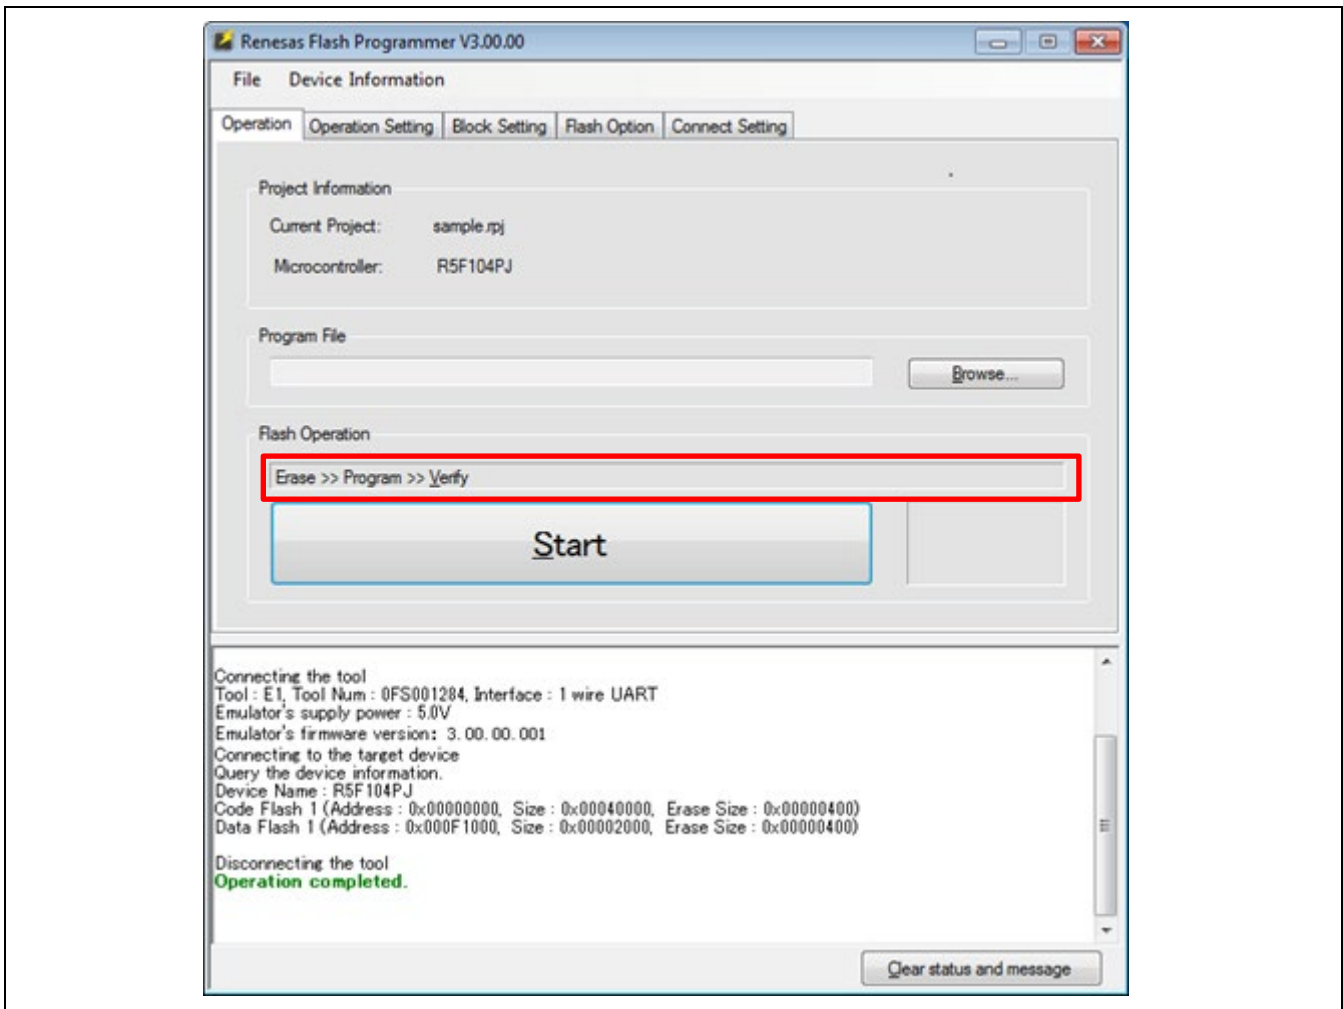 Renesas Flash Programmer V3.00.00
File Device Information
Operation Operation Setting Block Setting Flash Option Connect Setting
Project Information
Current Project: sample.rpj
Microcontroller: R5F104PJ
Program File
Browse...
Flash Operation
Erase >> Program >> Verify
Start
Connecting the tool
Tool : E1, Tool Num : 0FS001284, Interface : 1 wire UART
Emulator's supply power : 5.0V
Emulator's firmware version: 3.00.00.001
Connecting to the target device
Query the device information.
Device Name : R5F104PJ
Code Flash 1 (Address : 0x00000000, Size : 0x00040000, Erase Size : 0x00000400)
Data Flash 1 (Address : 0x000F1000, Size : 0x00002000, Erase Size : 0x00000400)
Disconnecting the tool
Operation completed.
Clear status and message